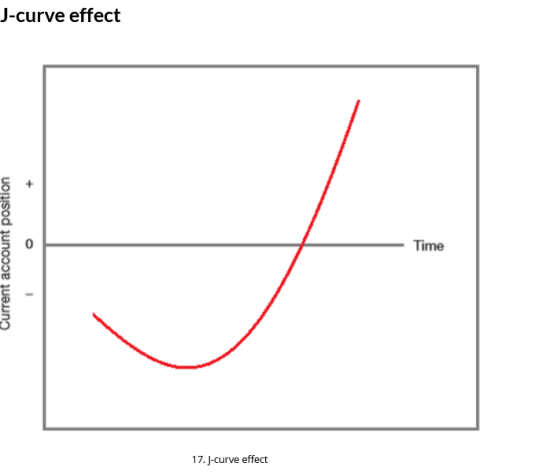 J-curve effect
Current account position
+
0
–
Time
17. J-curve effect